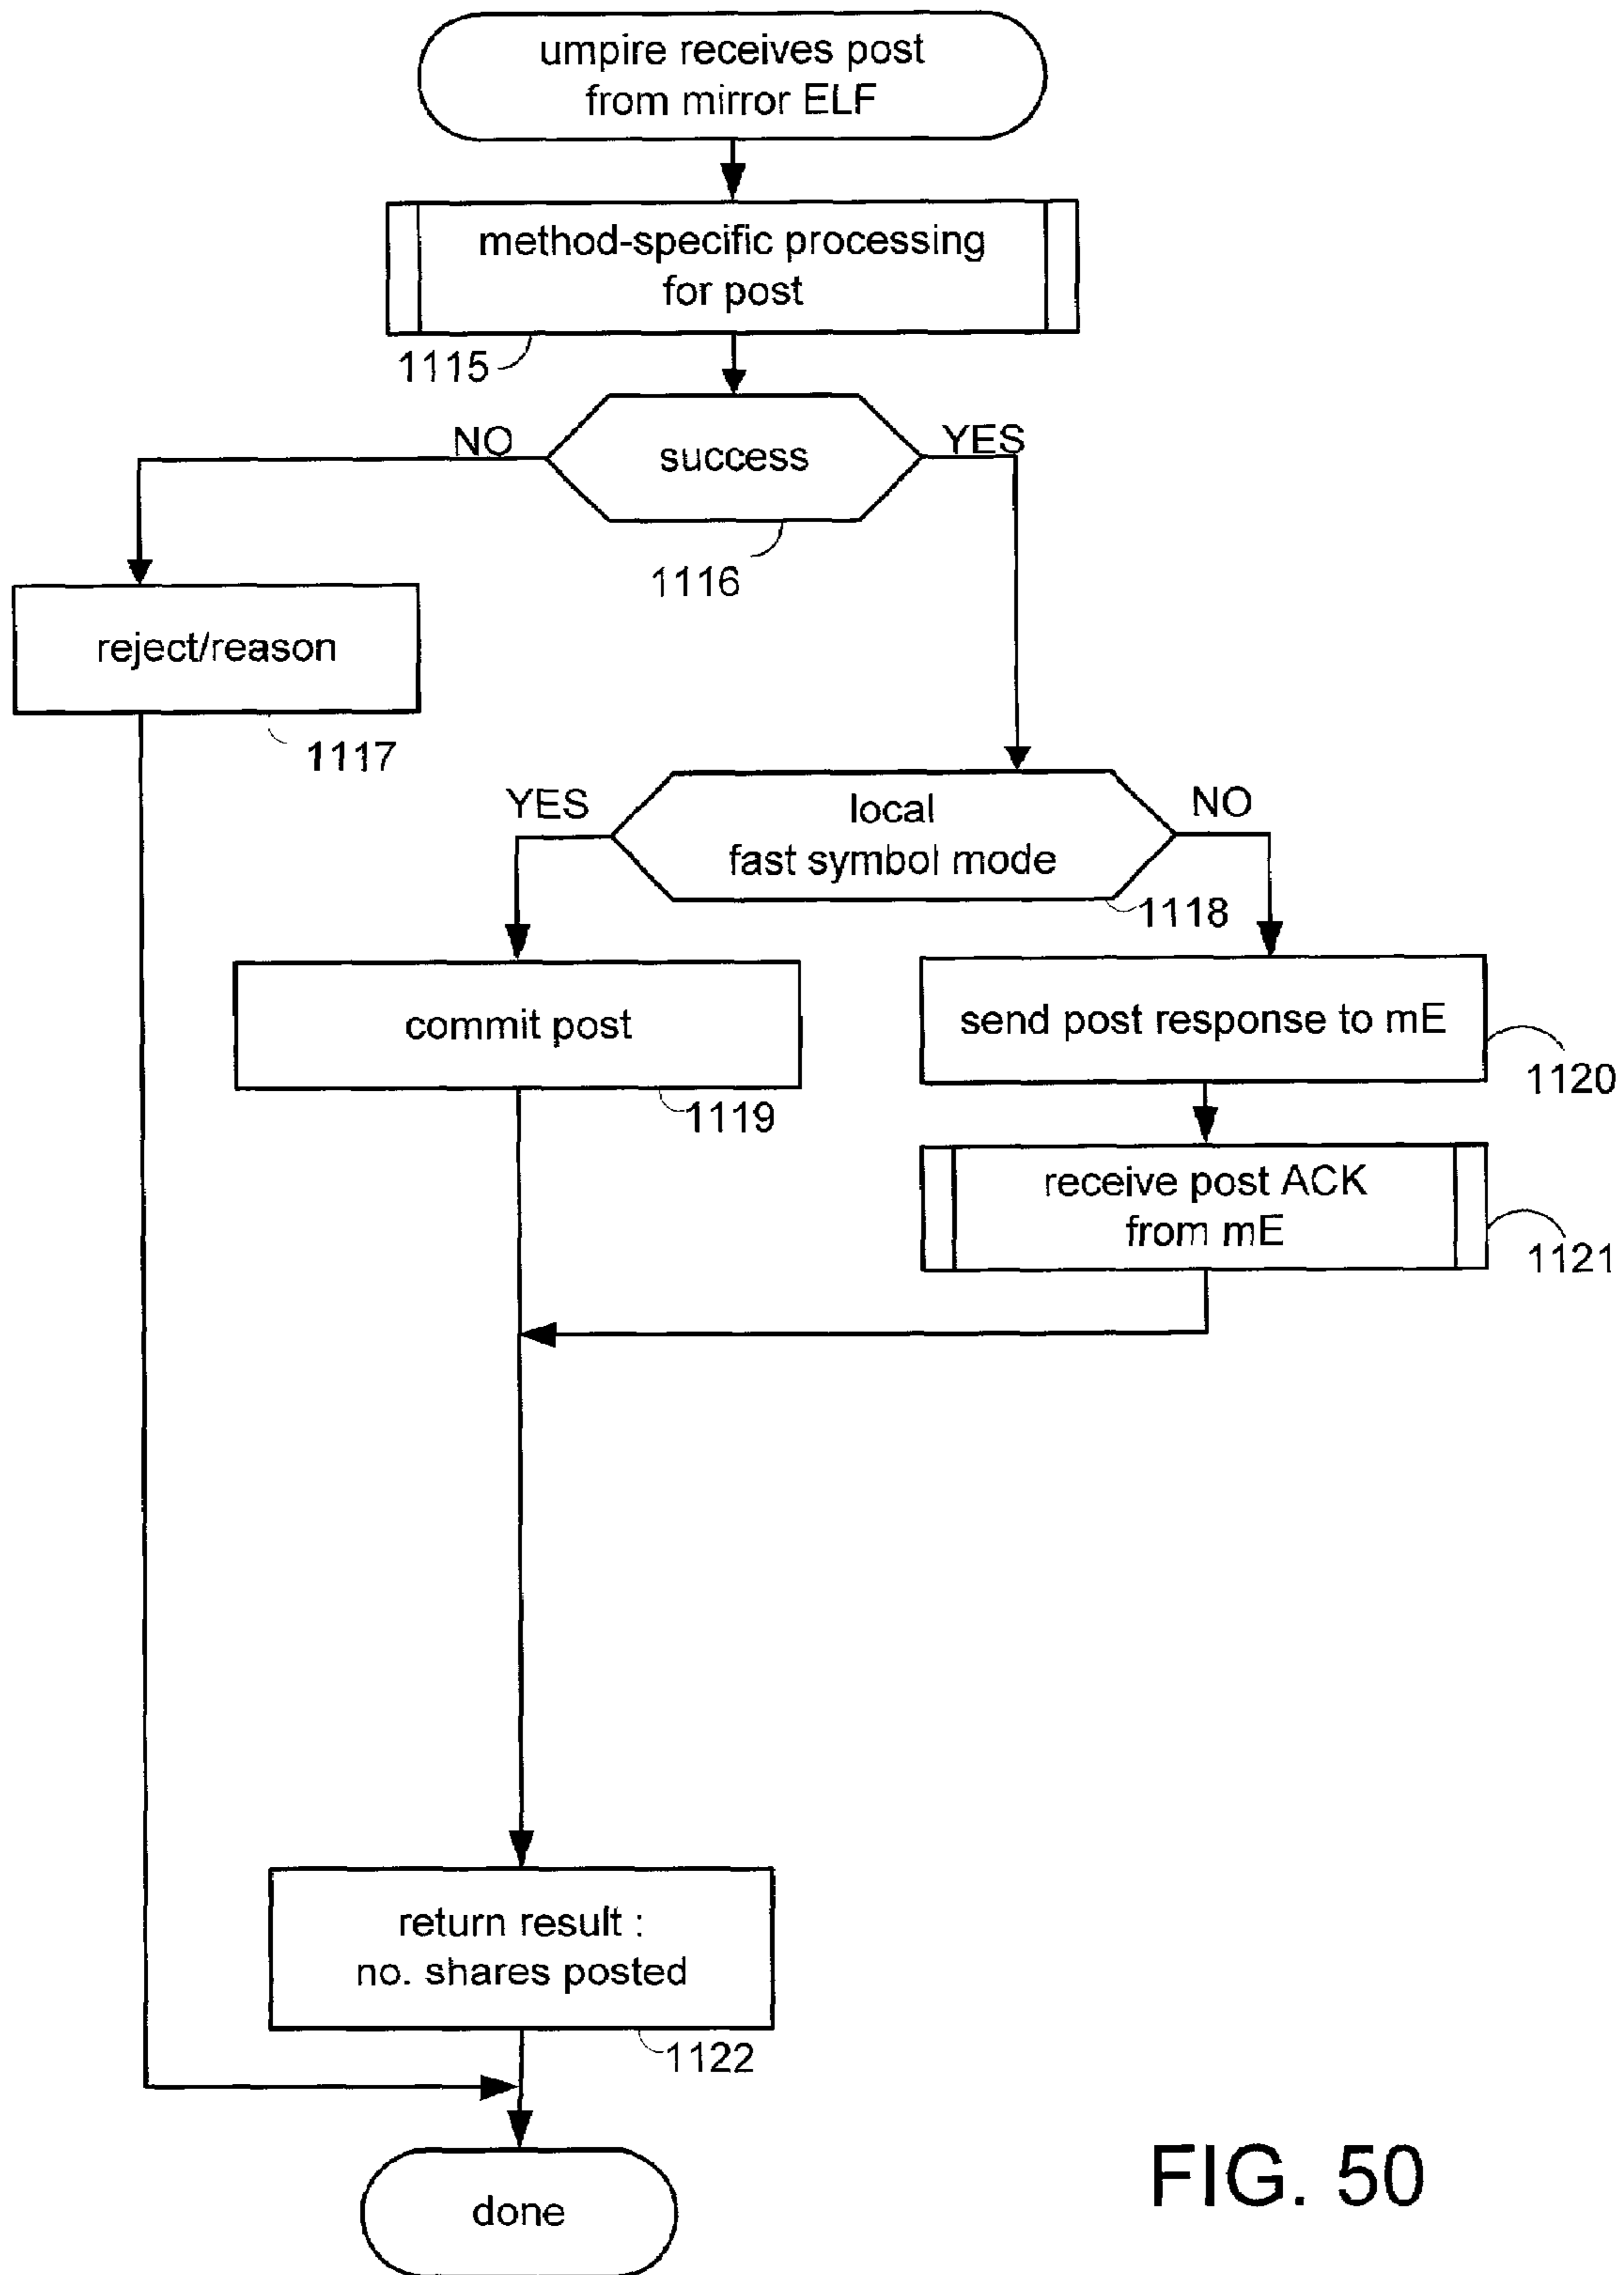 umpire receives post
from mirror ELF
method-specific processing
for post
1115
NO
success
YES
1116
reject/reason
1117
YES
local
fast symbol mode
NO
1118
commit post
1119
send post response to mE
1120
receive post ACK
from mE
1121
return result :
no. shares posted
1122
done
FIG. 50